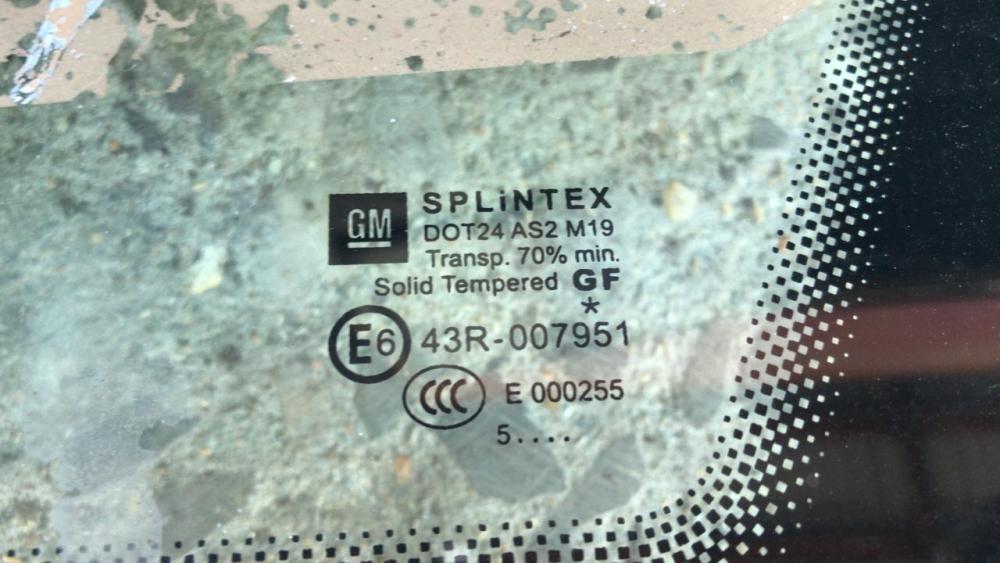 GM
SPLiNTEX
DOT24 AS2 M19
Transp. 70% min.
Solid Tempered GF
*
E6 43R-007951
CCC E 000255
5....